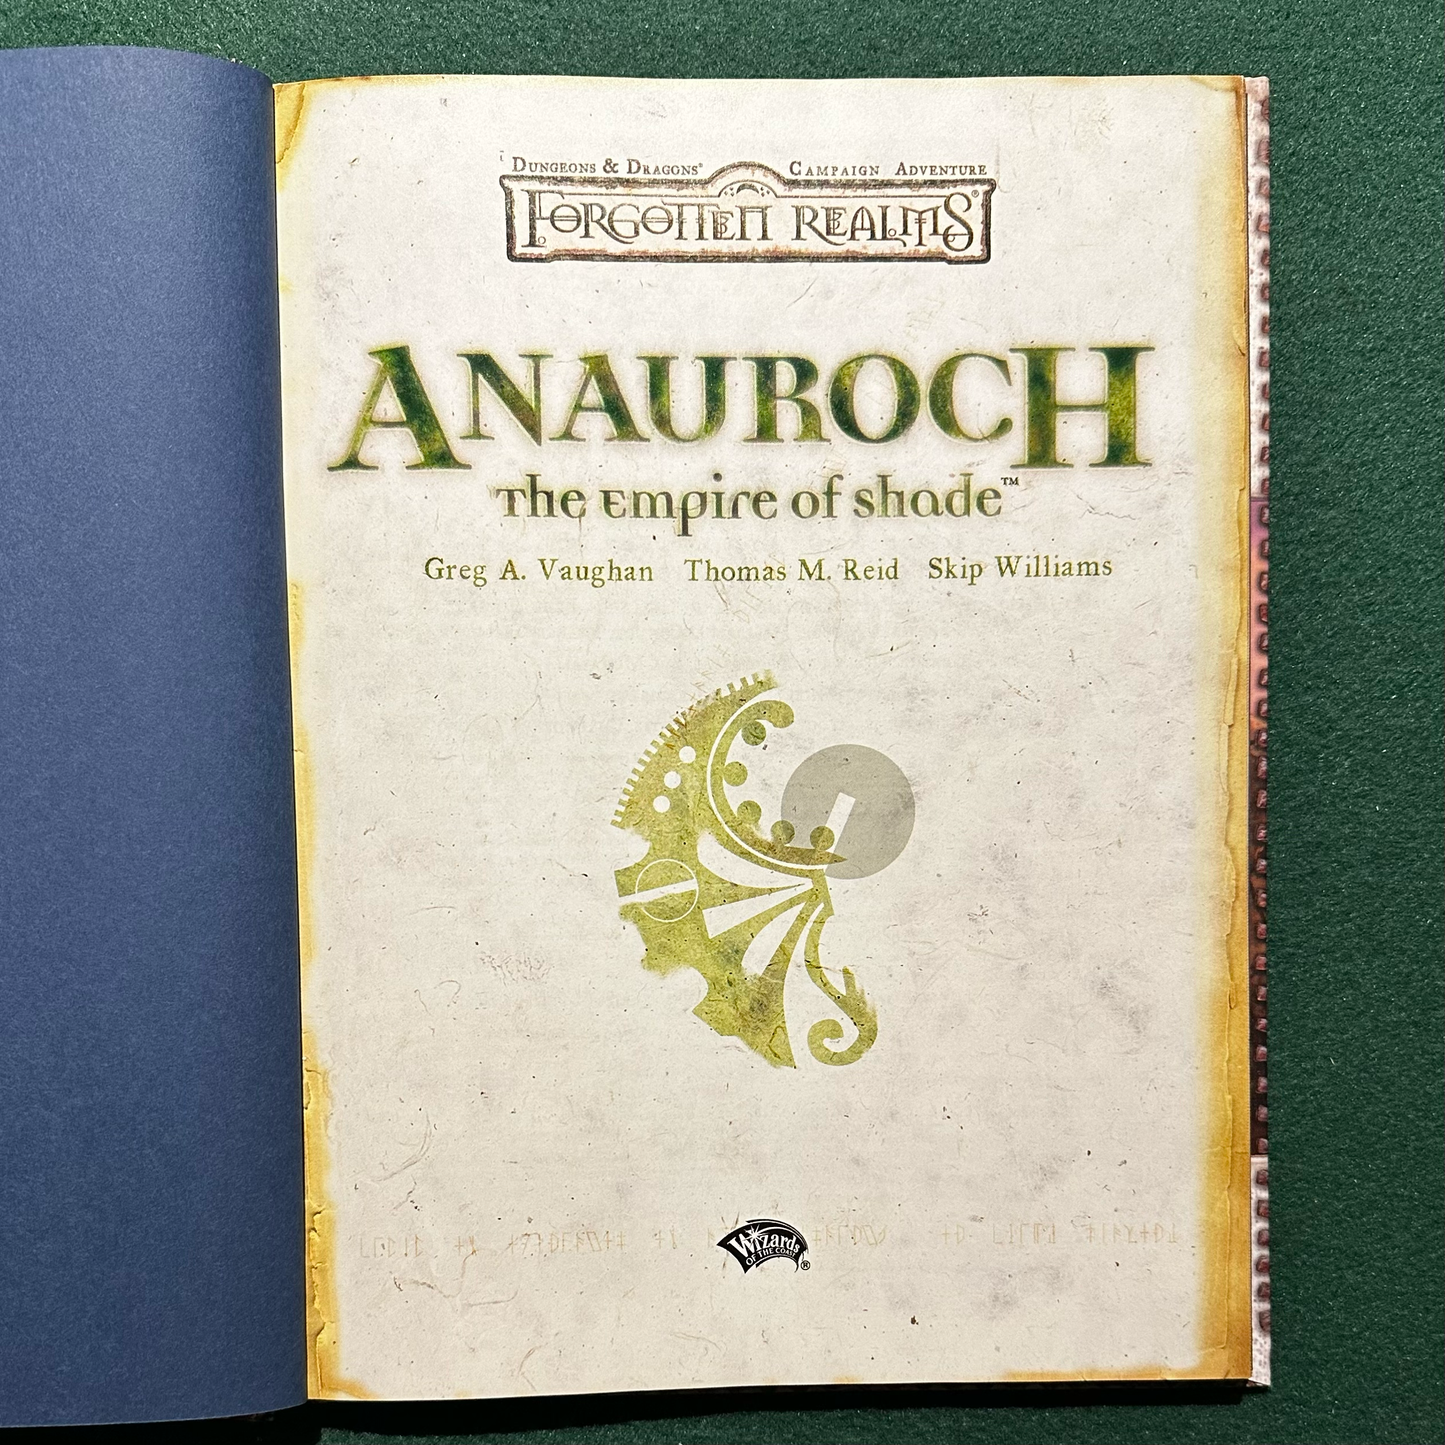 DUNGEONS & DRAGONS® CAMPAIGN ADVENTURE
FORGOTTEN REALMS®
ANAUROCH
The Empire of Shade™
Greg A. Vaughan Thomas M. Reid Skip Williams
Wizards
OF THE COAST®